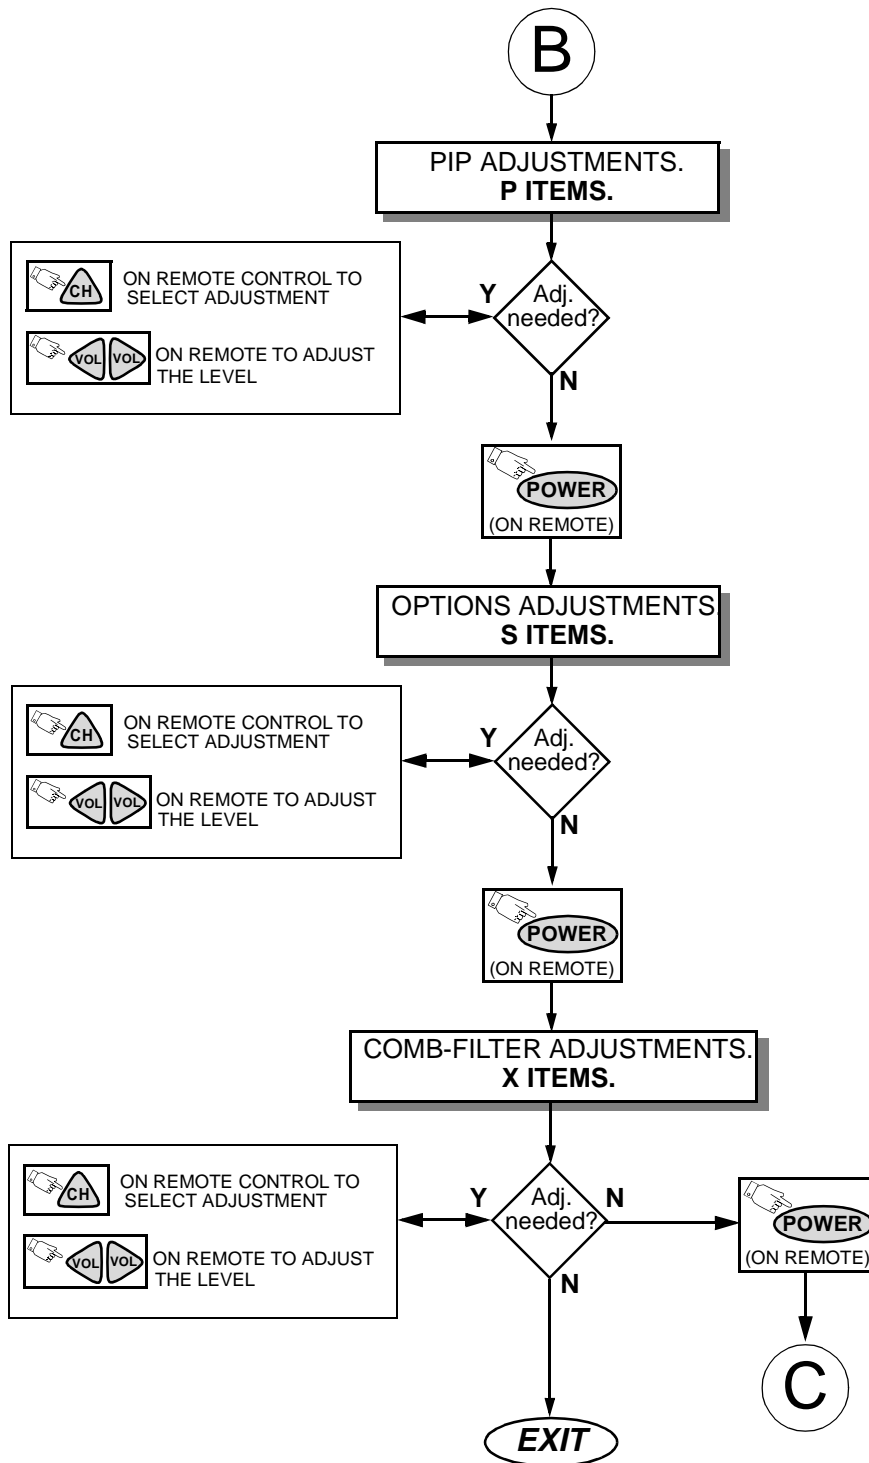 B
PIP ADJUSTMENTS.
P ITEMS.
CH
ON REMOTE CONTROL TO
SELECT ADJUSTMENT
VOL VOL
ON REMOTE TO ADJUST
THE LEVEL
Y
Adj.
needed?
N
POWER
(ON REMOTE)
OPTIONS ADJUSTMENTS.
S ITEMS.
CH
ON REMOTE CONTROL TO
SELECT ADJUSTMENT
VOL VOL
ON REMOTE TO ADJUST
THE LEVEL
Y
Adj.
needed?
N
POWER
(ON REMOTE)
COMB-FILTER ADJUSTMENTS.
X ITEMS.
CH
ON REMOTE CONTROL TO
SELECT ADJUSTMENT
VOL VOL
ON REMOTE TO ADJUST
THE LEVEL
Y
Adj.
needed?
N
N
POWER
(ON REMOTE)
C
EXIT